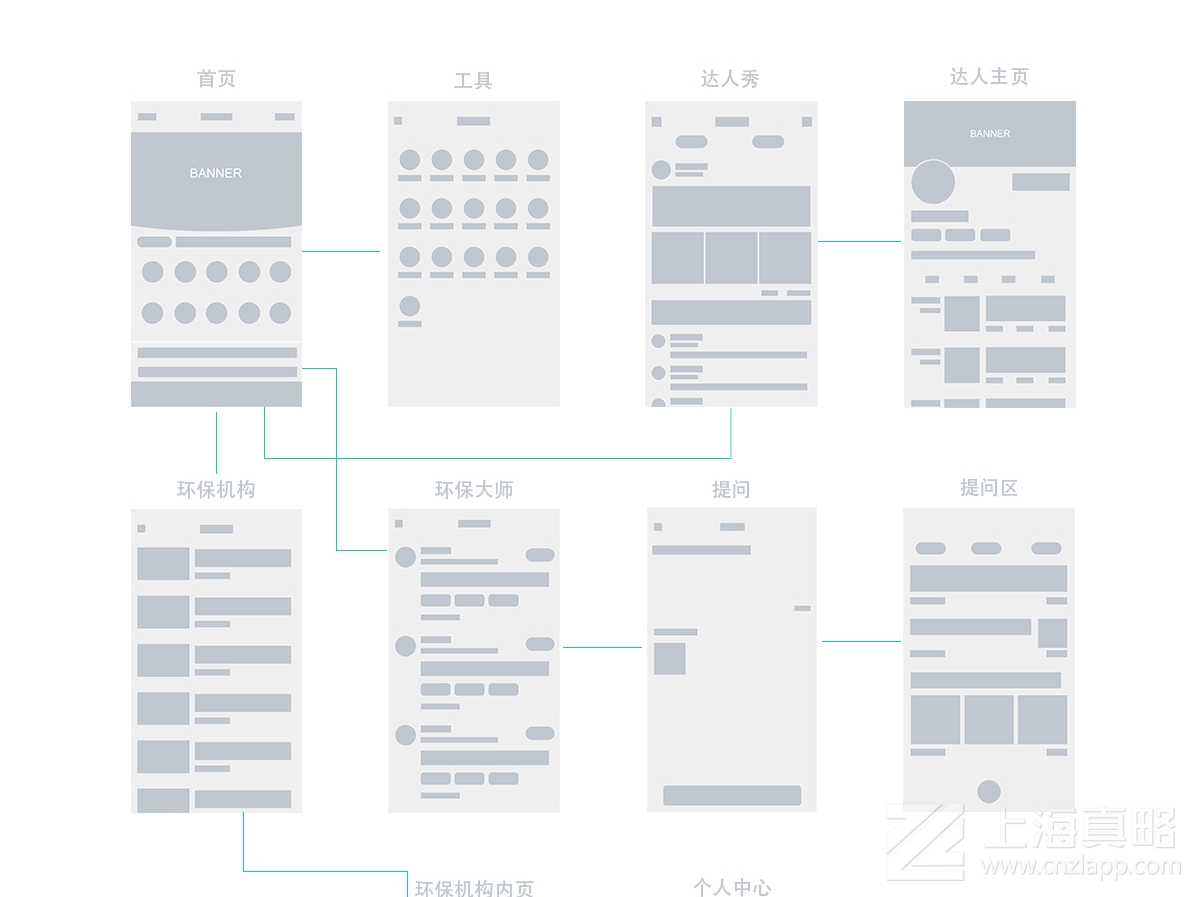 首页
工具
达人秀
达人主页
BANNER
BANNER
环保机构
环保大师
提问
提问区
上海真略
www.cnzlapp.com
环保机构内页
个人中心